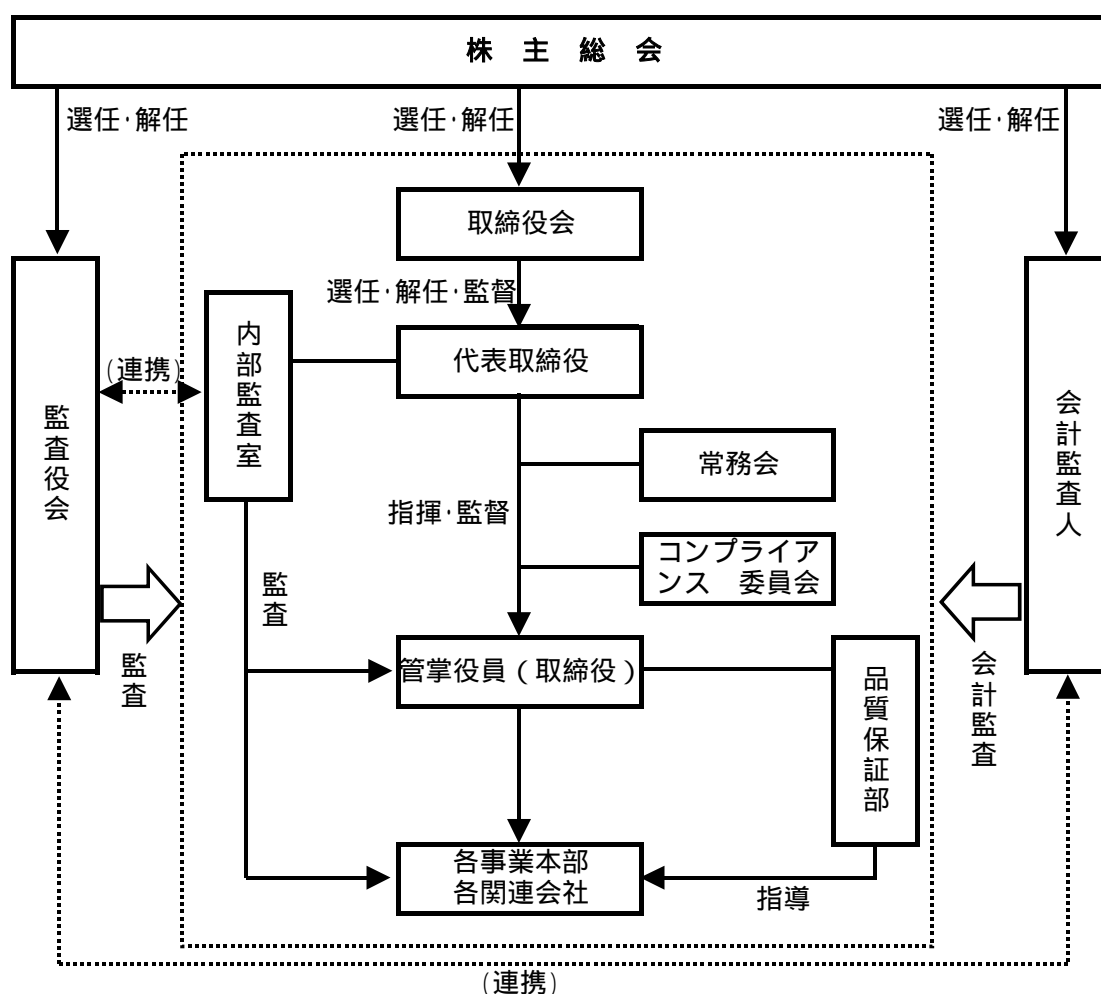 株 主 総 会
選任･解任
選任･解任
選任･解任
取締役会
選任･解任･監督
内部監査室
代表取締役
(連携)
監査役会
会計監査人
常務会
指揮･監督
コンプライア
ンス 委員会
監査
管掌役員（取締役）
監査
品質保証部
会計監査
各事業本部
各関連会社
指導
(連携)